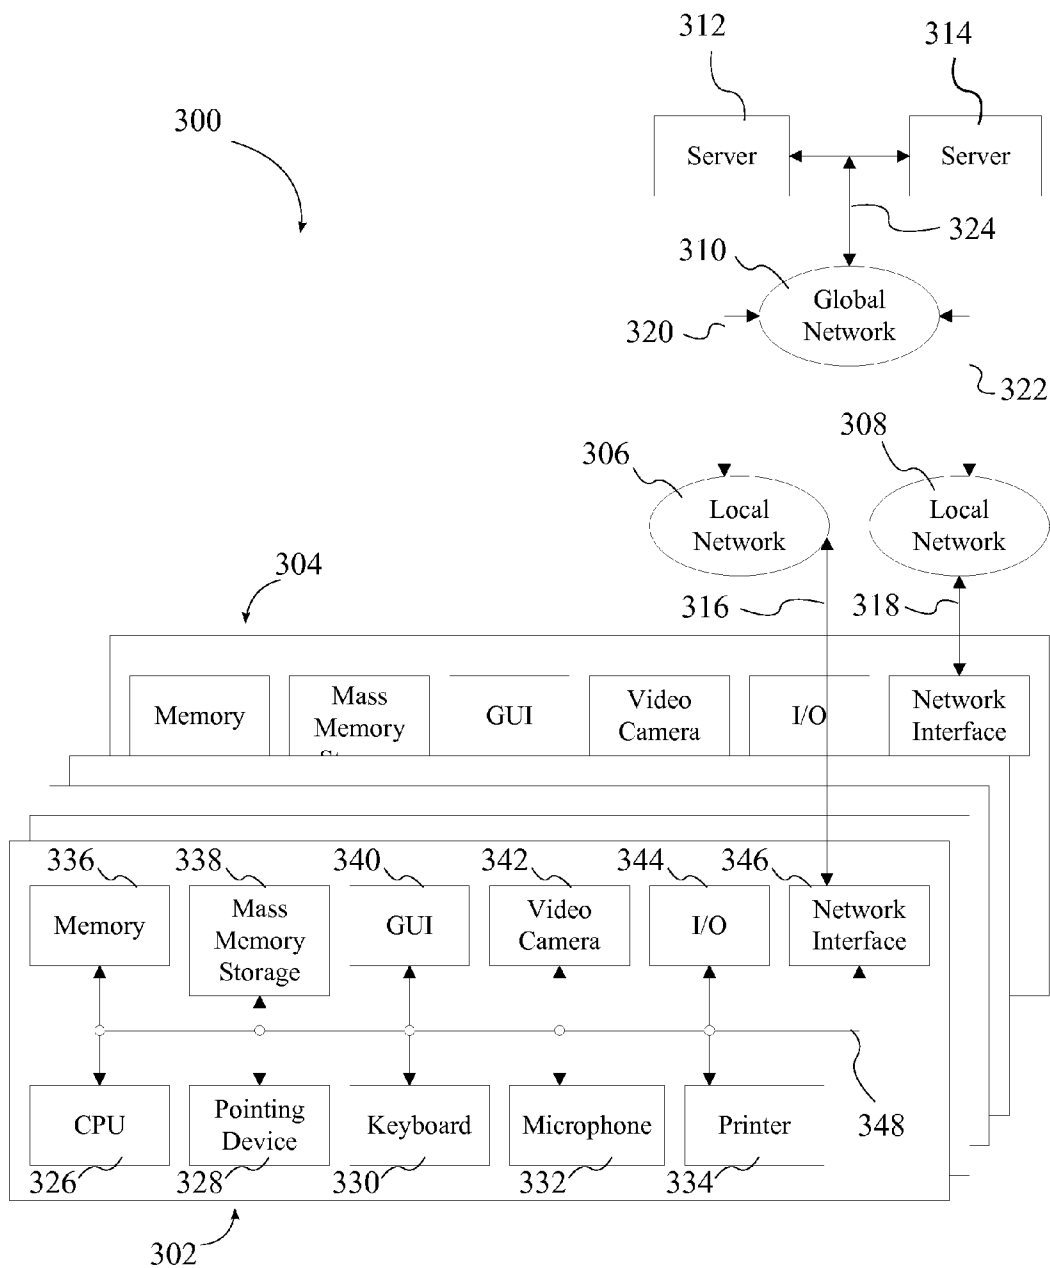 312
314
300
Server
Server
324
310
Global
Network
320
322
308
306
Local
Network
Local
Network
304
316
318
Memory
Mass
Memory
GUI
Video
Camera
I/O
Network
Interface
336
338
340
342
344
346
Memory
Mass
Memory
Storage
GUI
Video
Camera
I/O
Network
Interface
CPU
Pointing
Device
Keyboard
Microphone
Printer
348
326
328
330
332
334
302